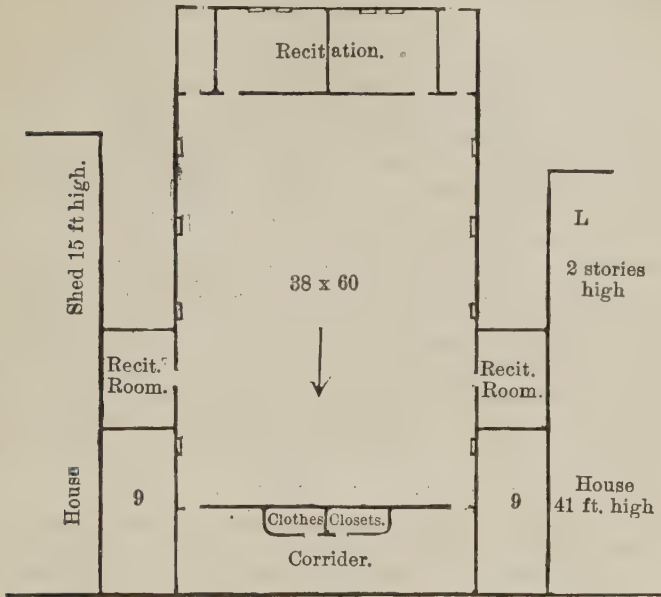 Recitation.
Shed 15 ft high.
L
2 stories
high
38 x 60
Recit.
Room.
Recit.
Room.
House
9
9
House
41 ft. high
Clothes Closets.
Corrider.